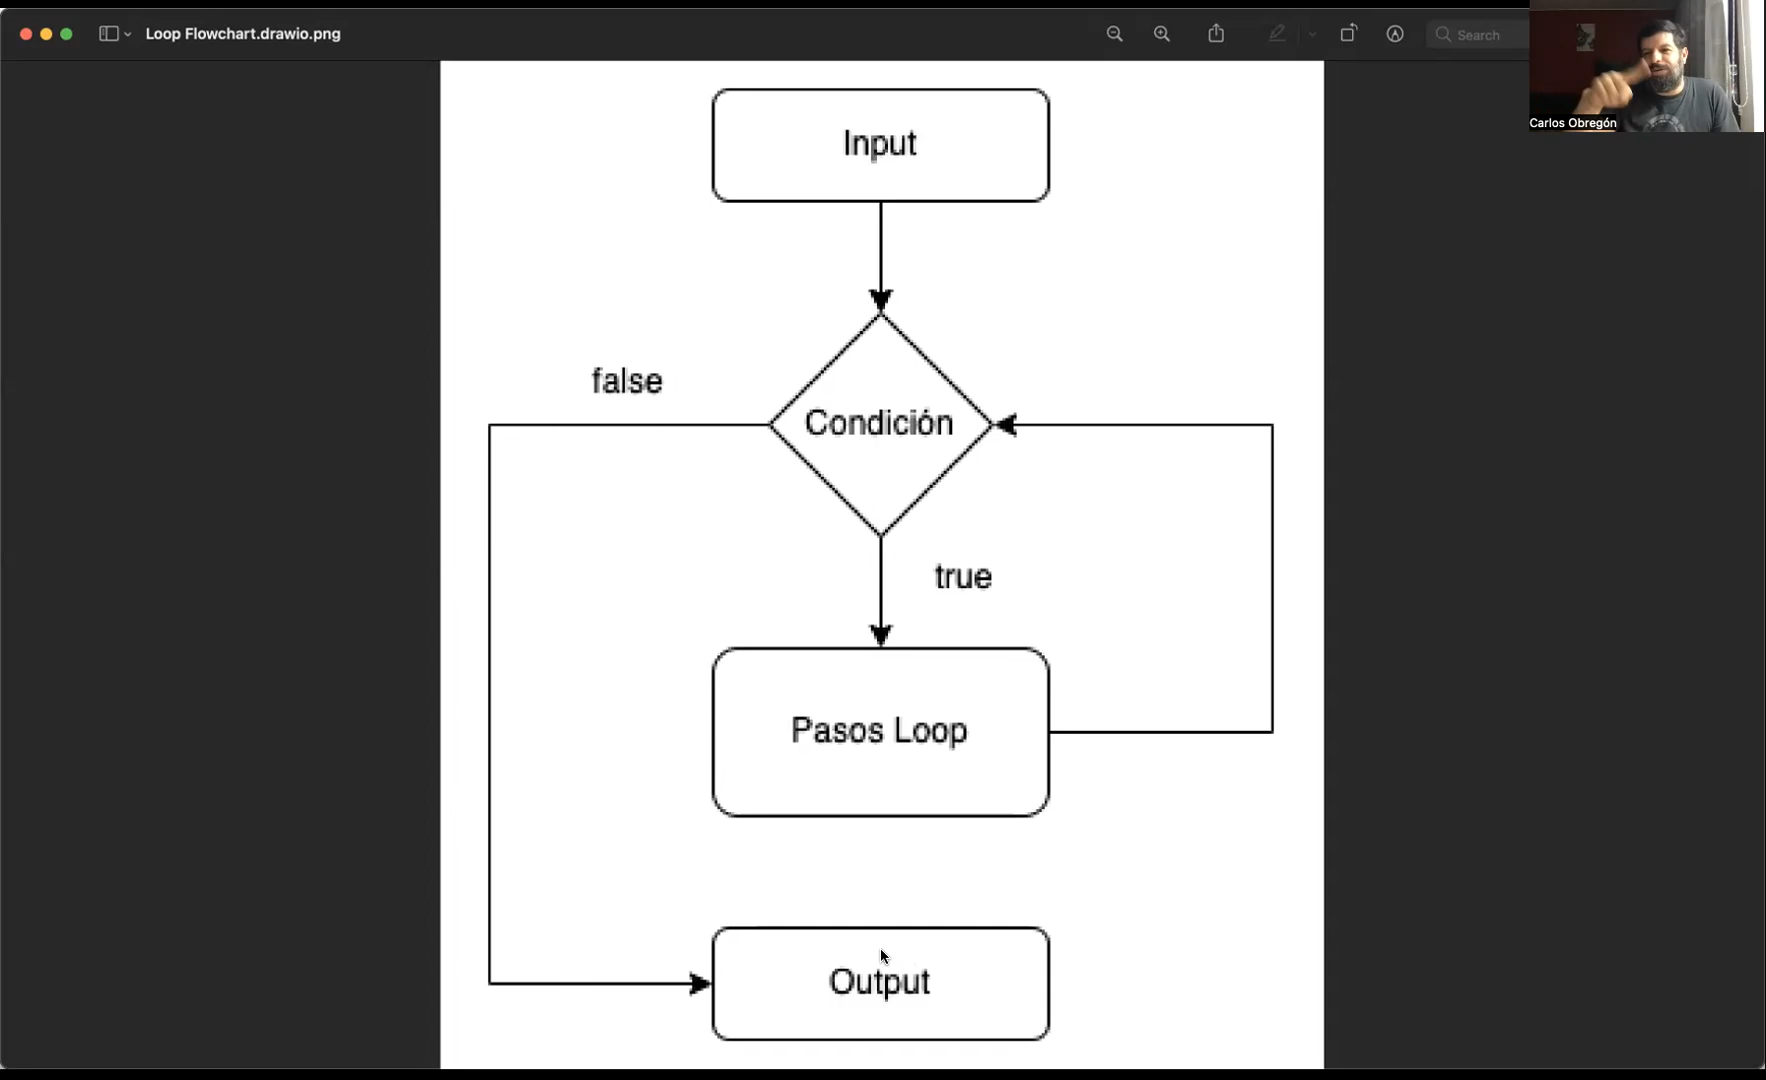 Loop Flowchart.drawio.png
Search
Carlos Obregón
Input
false
Condición
true
Pasos Loop
Output